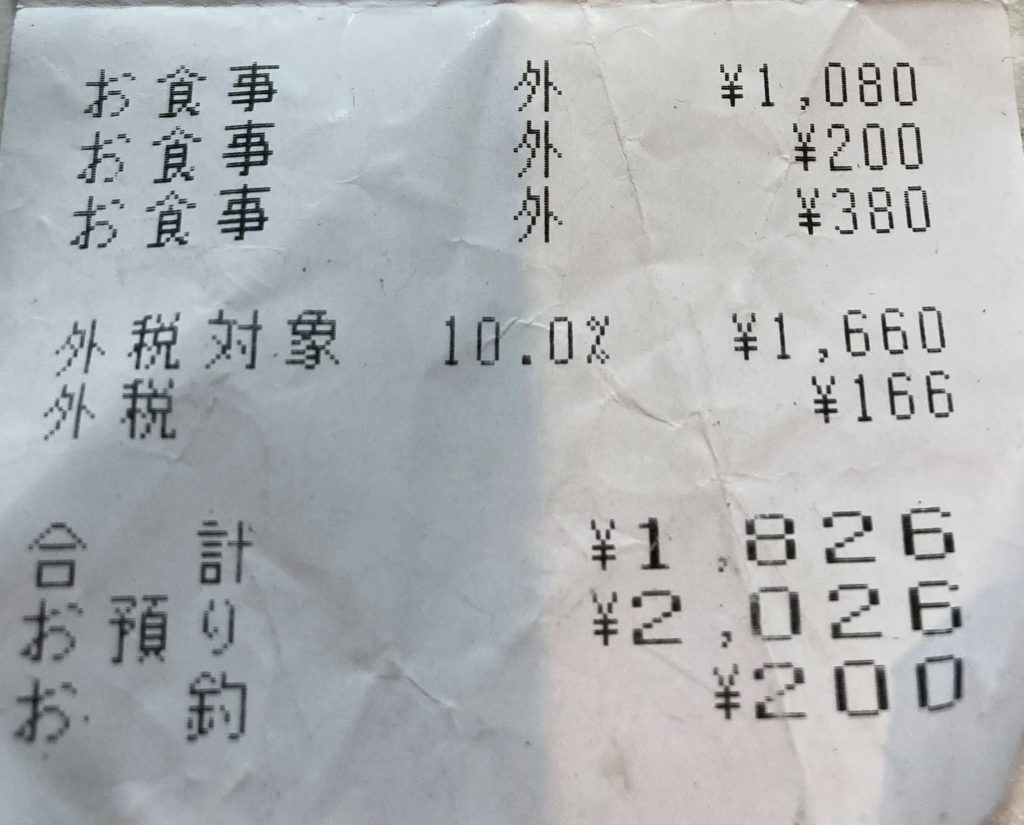 お食事 外 ¥1,080
お食事 外 ¥200
お食事 外 ¥380
外税対象 10.0% ¥1,660
外税 ¥166
合計 ¥1,826
お預り ¥2,026
お釣 ¥200